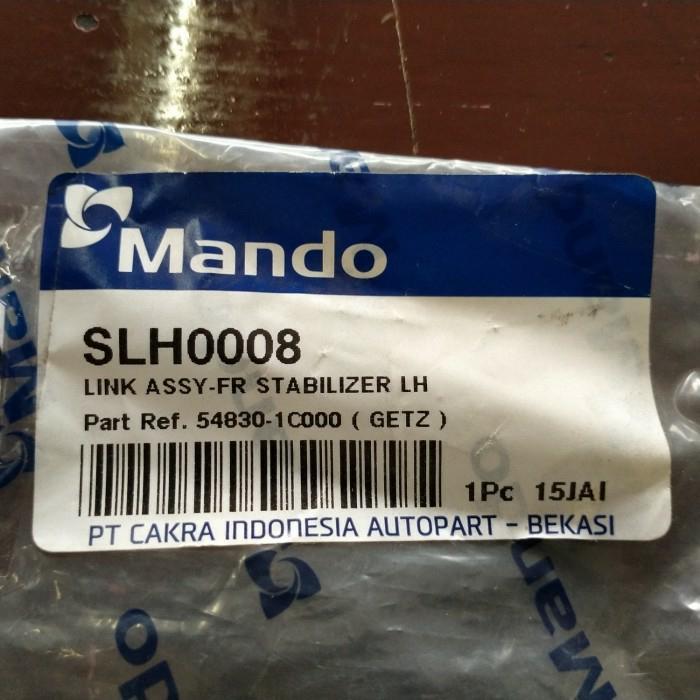 Mando
SLH0008
LINK ASSY-FR STABILIZER LH
Part Ref. 54830-1C000 ( GETZ )
1Pc 15JAI
PT CAKRA INDONESIA AUTOPART - BEKASI